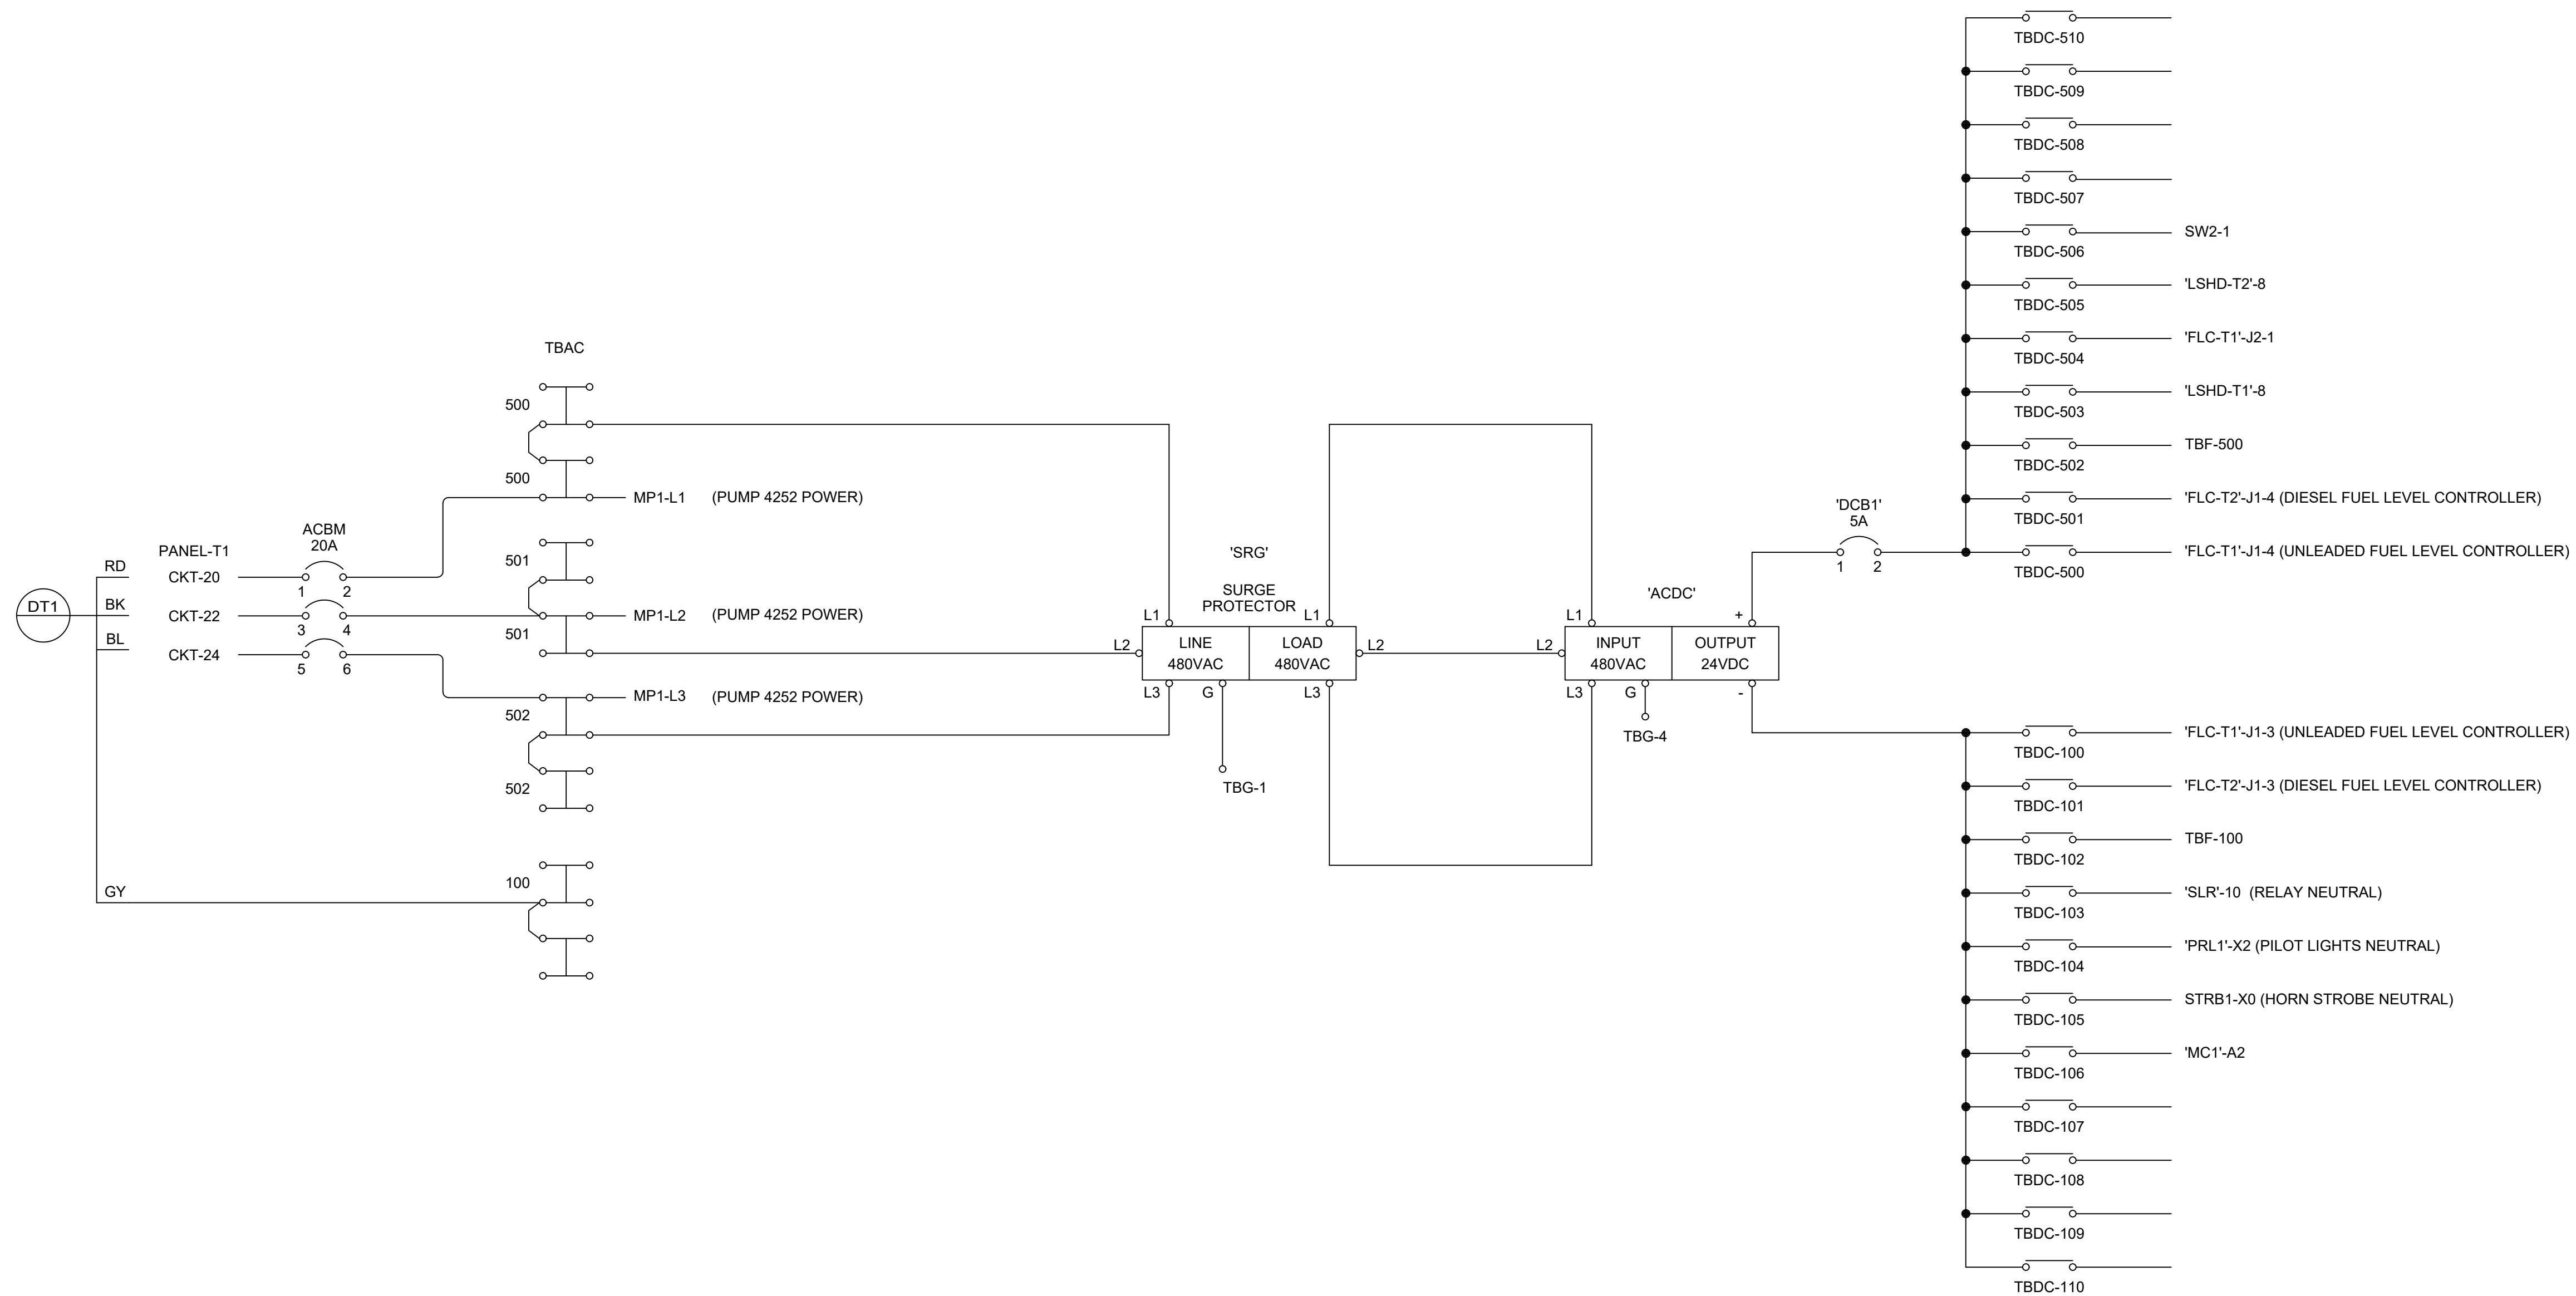 DT1
RD
BK
BL
GY
PANEL-T1
CKT-20
CKT-22
CKT-24
ACBM
20A
1
2
3
4
5
6
TBAC
500
500
MP1-L1 (PUMP 4252 POWER)
501
MP1-L2 (PUMP 4252 POWER)
501
MP1-L3 (PUMP 4252 POWER)
502
502
100
'SRG'
SURGE
PROTECTOR
L1
L1
L2
LINE
480VAC
LOAD
480VAC
L2
L3
G
L3
TBG-1
'ACDC'
L1
+
L2
INPUT
480VAC
OUTPUT
24VDC
L3
G
-
TBG-4
'DCB1'
5A
1
2
TBDC-510
TBDC-509
TBDC-508
TBDC-507
SW2-1
TBDC-506
'LSHD-T2'-8
TBDC-505
'FLC-T1'-J2-1
TBDC-504
'LSHD-T1'-8
TBDC-503
TBF-500
TBDC-502
'FLC-T2'-J1-4 (DIESEL FUEL LEVEL CONTROLLER)
TBDC-501
'FLC-T1'-J1-4 (UNLEADED FUEL LEVEL CONTROLLER)
TBDC-500
'FLC-T1'-J1-3 (UNLEADED FUEL LEVEL CONTROLLER)
TBDC-100
'FLC-T2'-J1-3 (DIESEL FUEL LEVEL CONTROLLER)
TBDC-101
TBF-100
TBDC-102
'SLR'-10 (RELAY NEUTRAL)
TBDC-103
'PRL1'-X2 (PILOT LIGHTS NEUTRAL)
TBDC-104
STRB1-X0 (HORN STROBE NEUTRAL)
TBDC-105
'MC1'-A2
TBDC-106
TBDC-107
TBDC-108
TBDC-109
TBDC-110